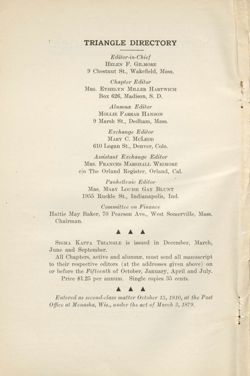 TRIANGLE DIRECTORY
Editor-in-Chief
HELEN F. GILMORE
9 Chestnut St., Wakefield, Mass.
Chapter Editor
MRS. ETHELYN MILLER HARTWICH
Box 626, Madison, S. D.
Alumnæ Editor
MOLLIE FARRAR HANSON
9 Marsh St., Dedham, Mass.
Exchange Editor
MARY C. MCLEOD
610 Logan St., Denver, Colo.
Assistant Exchange Editor
MRS. FRANCES MARSHALL WEIMORE
c/o The Orland Register, Orland, Cal.
Panhellenic Editor
MRS. MARY LOUISE GAY BLUNT
1955 Ruckle St., Indianapolis, Ind.
Committee on Finance
Hattie May Baker, 70 Pearson Ave., West Somerville, Mass.
Chairman.
SIGMA KAPPA TRIANGLE is issued in December, March,
June and September.
All Chapters, active and alumnæ, must send all manuscript
to their respective editors (at the addresses given above) on
or before the Fifteenth of October, January, April and July.
Price $1.25 per annum. Single copies 35 cents.
Entered as second-class matter October 15, 1910, at the Post
Office at Menasha, Wis., under the act of March 3, 1879.